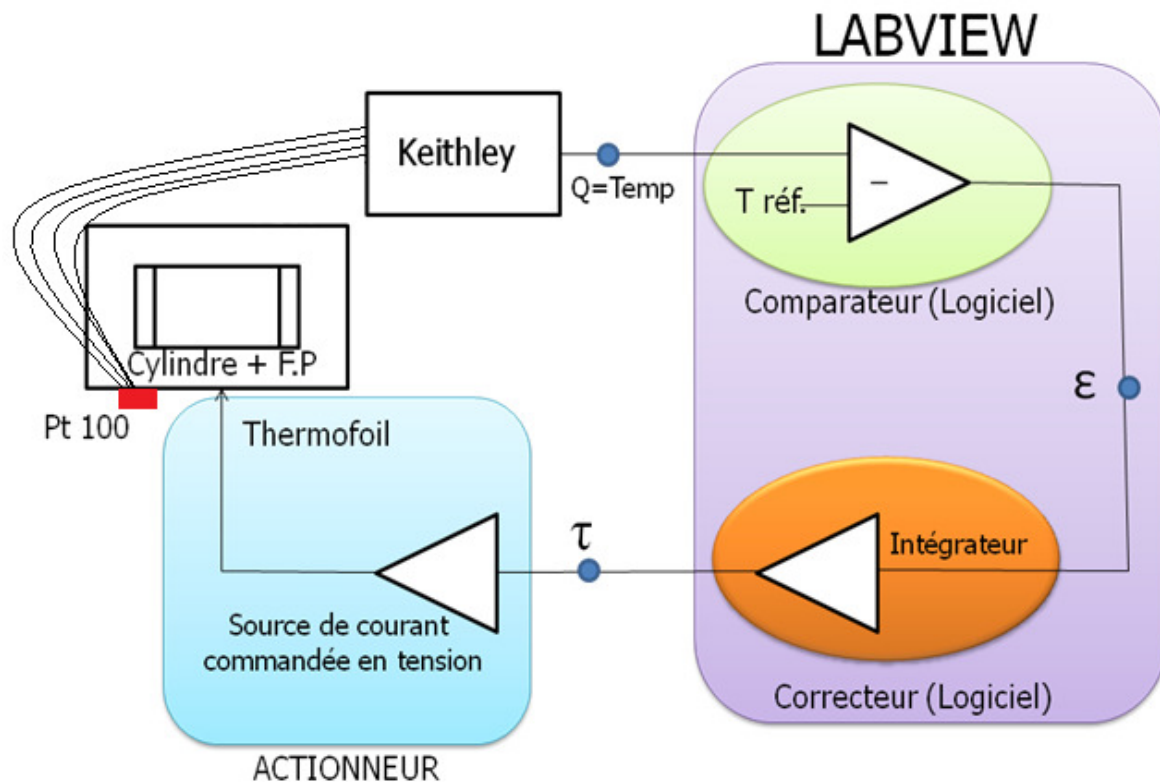 LABVIEW
Keithley
Q=Temp
T réf.
–
Comparateur (Logiciel)
Cylindre + F.P
Pt 100
ε
Thermofoil
τ
Intégrateur
Source de courant
commandée en tension
Correcteur (Logiciel)
ACTIONNEUR